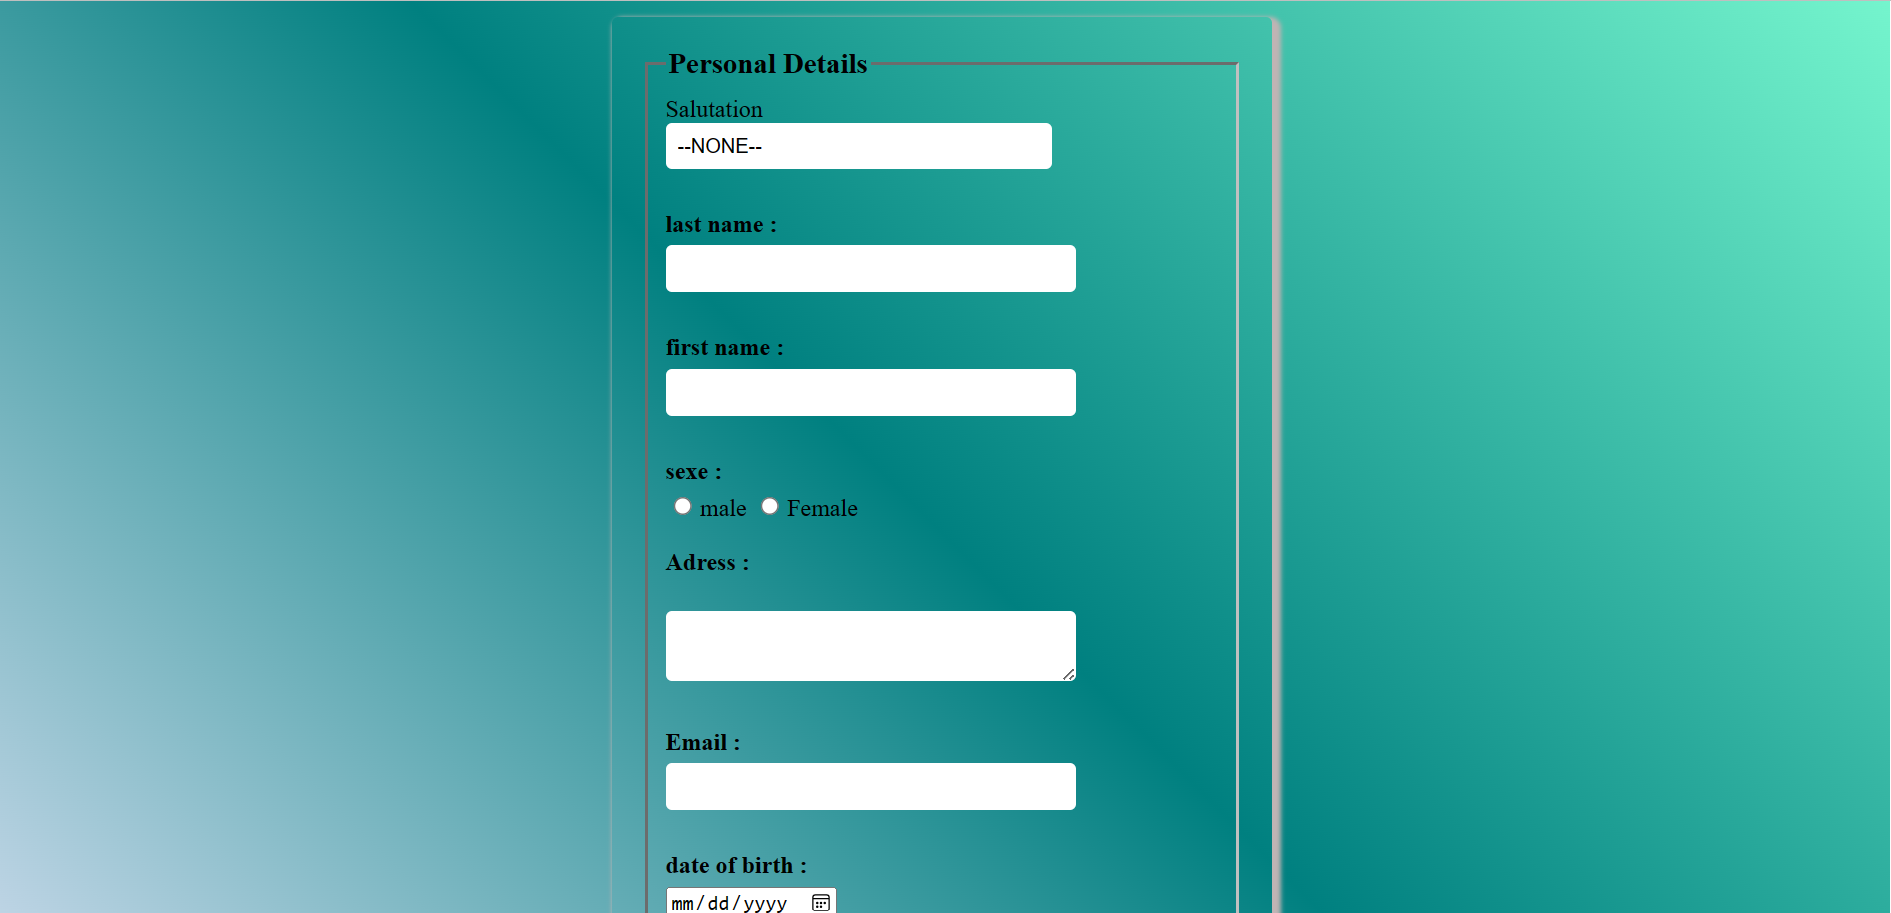 Personal Details
Salutation
--NONE--
last name :
first name :
sexe :
male Female
Adress :
Email :
date of birth :
mm/dd/yyyy